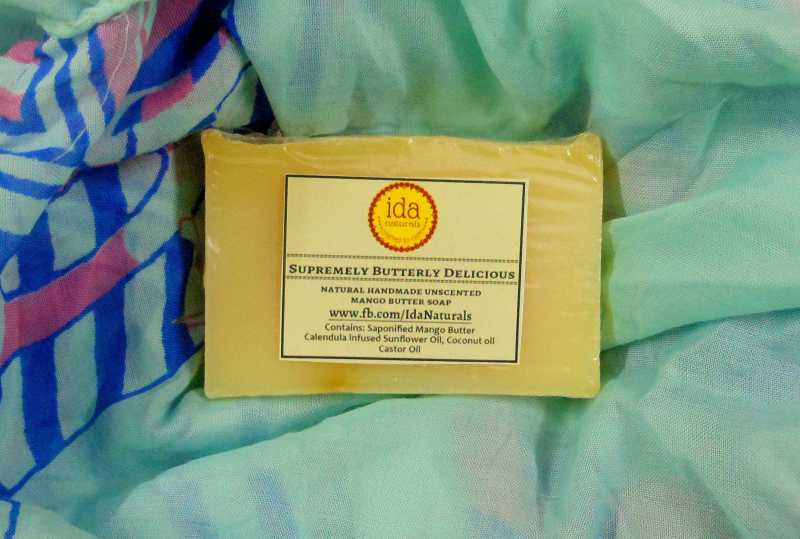 ida
naturals
SUPREMELY BUTTERLY DELICIOUS
NATURAL HANDMADE UNSCENTED
MANGO BUTTER SOAP
www.fb.com/IdaNaturals
Contains: Saponified Mango Butter
Calendula Infused Sunflower Oil, Coconut oil
Castor Oil